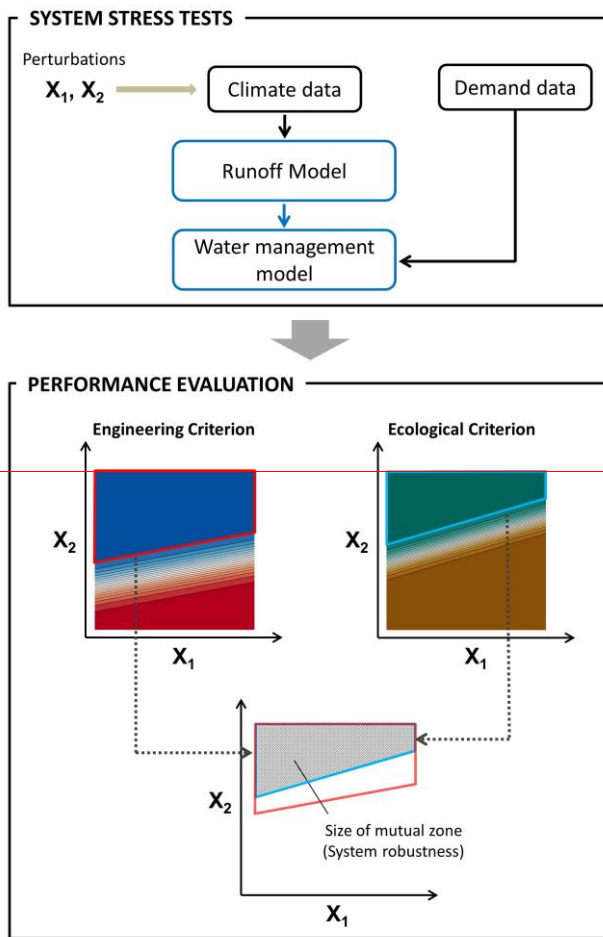 SYSTEM STRESS TESTS
Perturbations
X1, X2
Climate data
Demand data
Runoff Model
Water management
model
PERFORMANCE EVALUATION
Engineering Criterion
Ecological Criterion
X2
X1
X2
X1
X2
Size of mutual zone
(System robustness)
X1